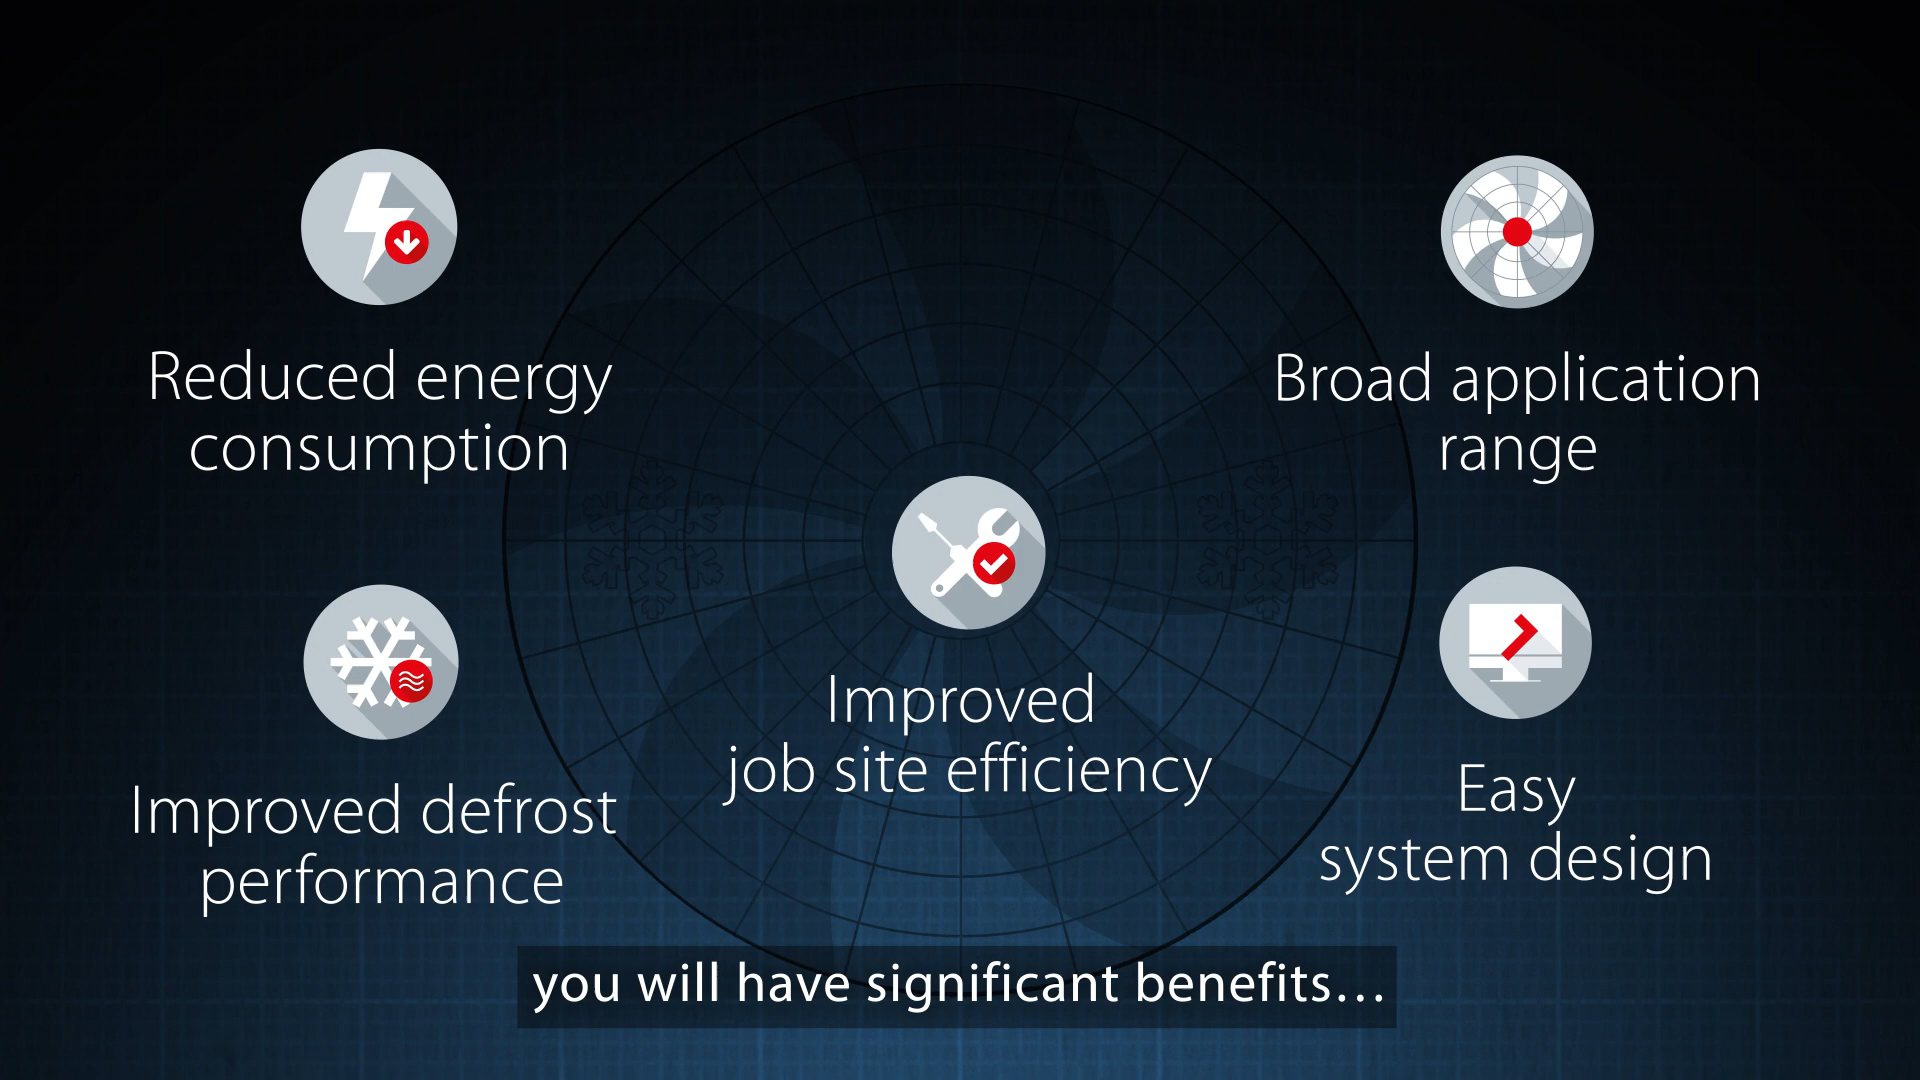 Reduced energy
consumption
Broad application
range
Improved
job site efficiency
Improved defrost
performance
Easy
system design
you will have significant benefits…